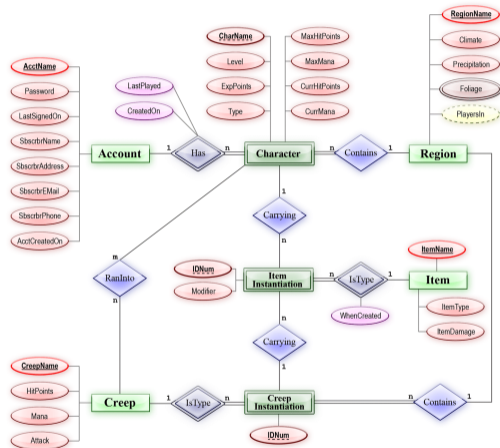 RegionName
CharName
MaxHitPoints
Climate
Level
MaxMana
AcctName
LastPlayed
Precipitation
ExpPoints
CurrHitPoints
Password
CreatedOn
Foliage
Type
CurrMana
LastSignedOn
PlayersIn
SbscrbrName
Account
1
Has
n
Character
n
Contains
1
Region
SbscrbrAddress
1
SbscrbrEMail
SbscrbrPhone
Carrying
AcctCreatedOn
n
m
ItemName
RanInto
IDNum
Item
Instantiation
n
IsType
1
Item
Modifier
n
n
WhenCreated
ItemType
ItemDamage
CreepName
Carrying
HitPoints
1
1
Mana
Creep
1
IsType
n
Creep
Instantiation
n
Contains
Attack
IDNum